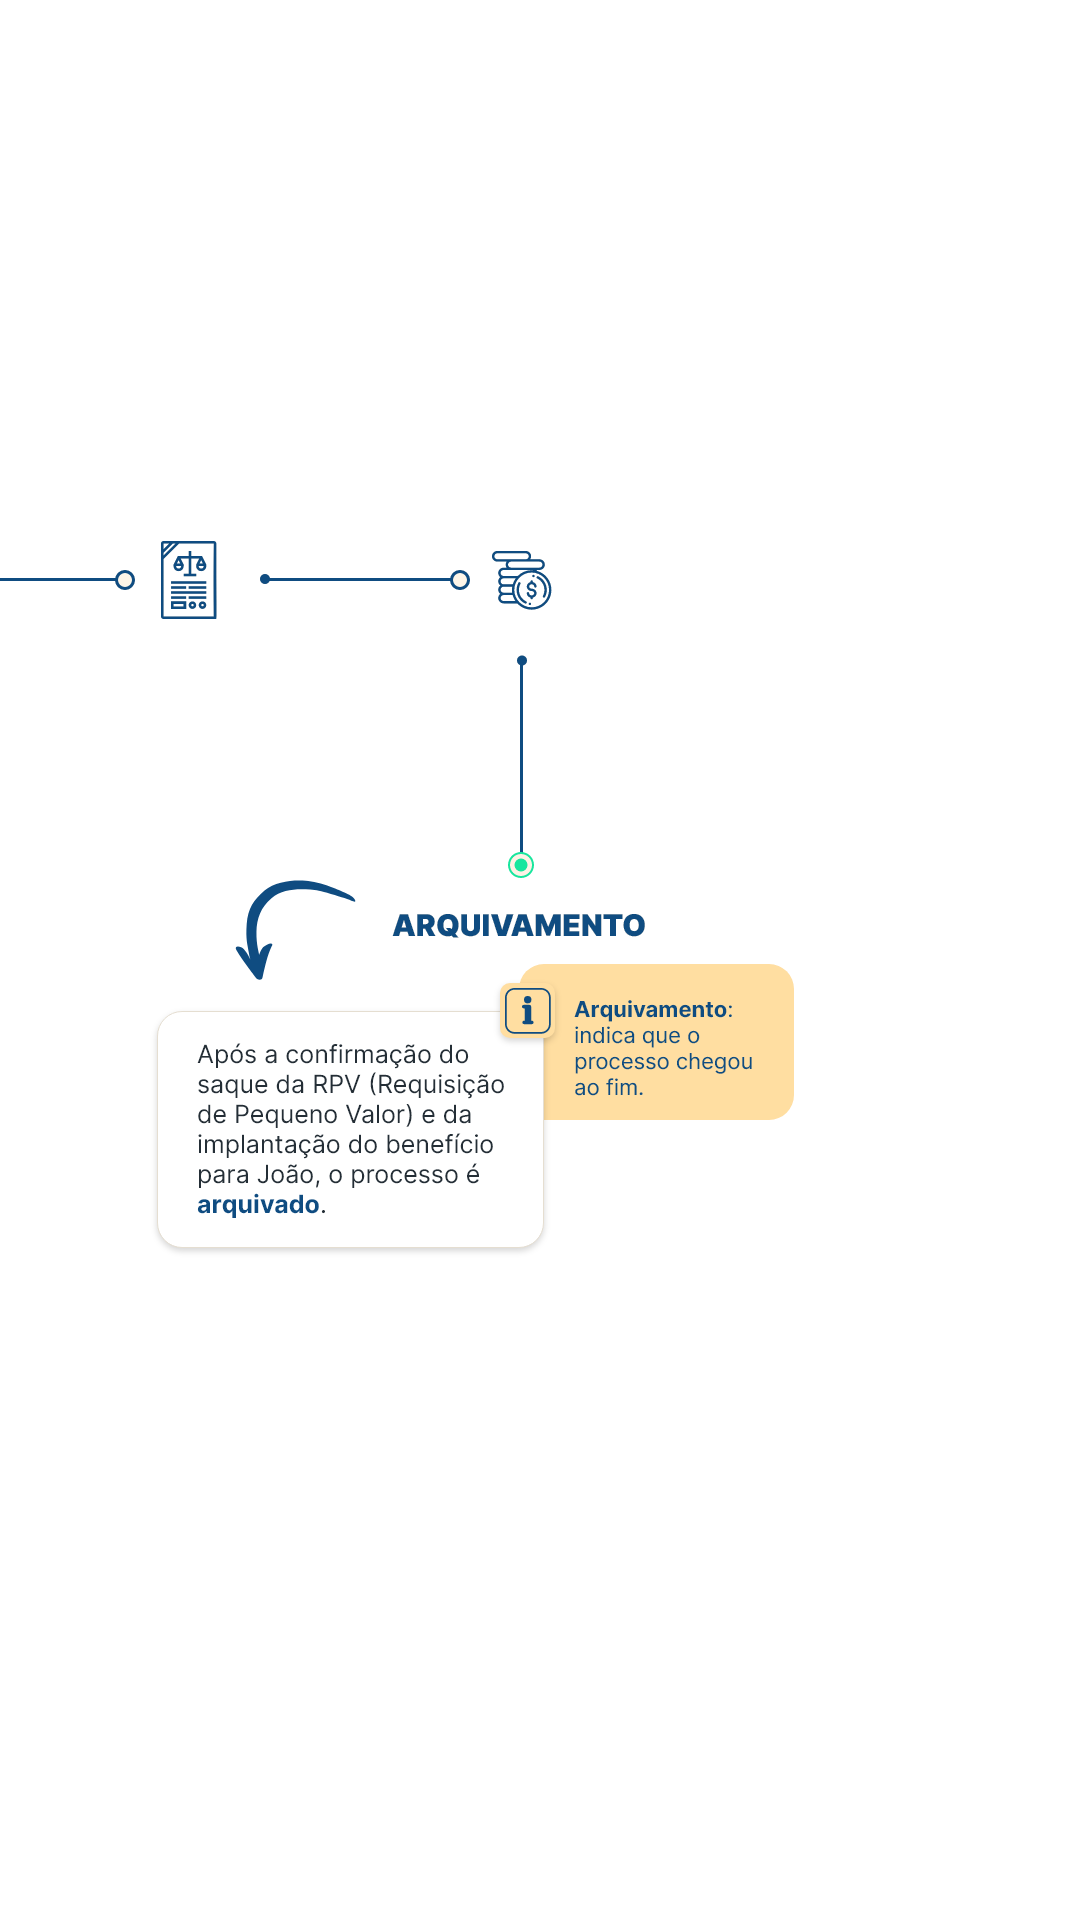 ARQUIVAMENTO
Arquivamento:
indica que o
processo chegou
ao fim.
Após a confirmação do
saque da RPV (Requisição
de Pequeno Valor) e da
implantação do benefício
para João, o processo é
arquivado.